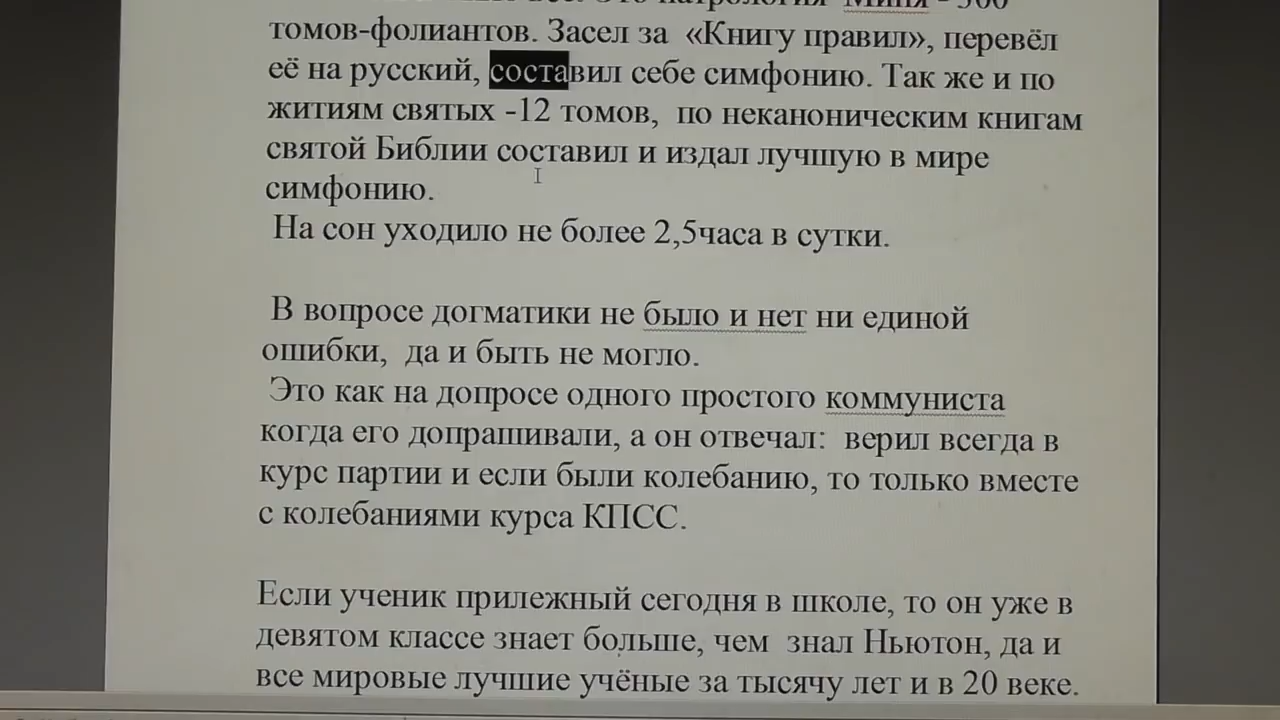 томов-фолиантов. Засел за «Книгу правил», перевёл
её на русский, составил себе симфонию. Так же и по
житиям святых -12 томов, по неканоническим книгам
святой Библии составил и издал лучшую в мире
симфонию.
На сон уходило не более 2,5часа в сутки.
В вопросе догматики не было и нет ни единой
ошибки, да и быть не могло.
Это как на допросе одного простого коммуниста
когда его допрашивали, а он отвечал: верил всегда в
курс партии и если были колебанию, то только вместе
с колебаниями курса КПСС.
Если ученик прилежный сегодня в школе, то он уже в
девятом классе знает больше, чем знал Ньютон, да и
все мировые лучшие учёные за тысячу лет и в 20 веке.